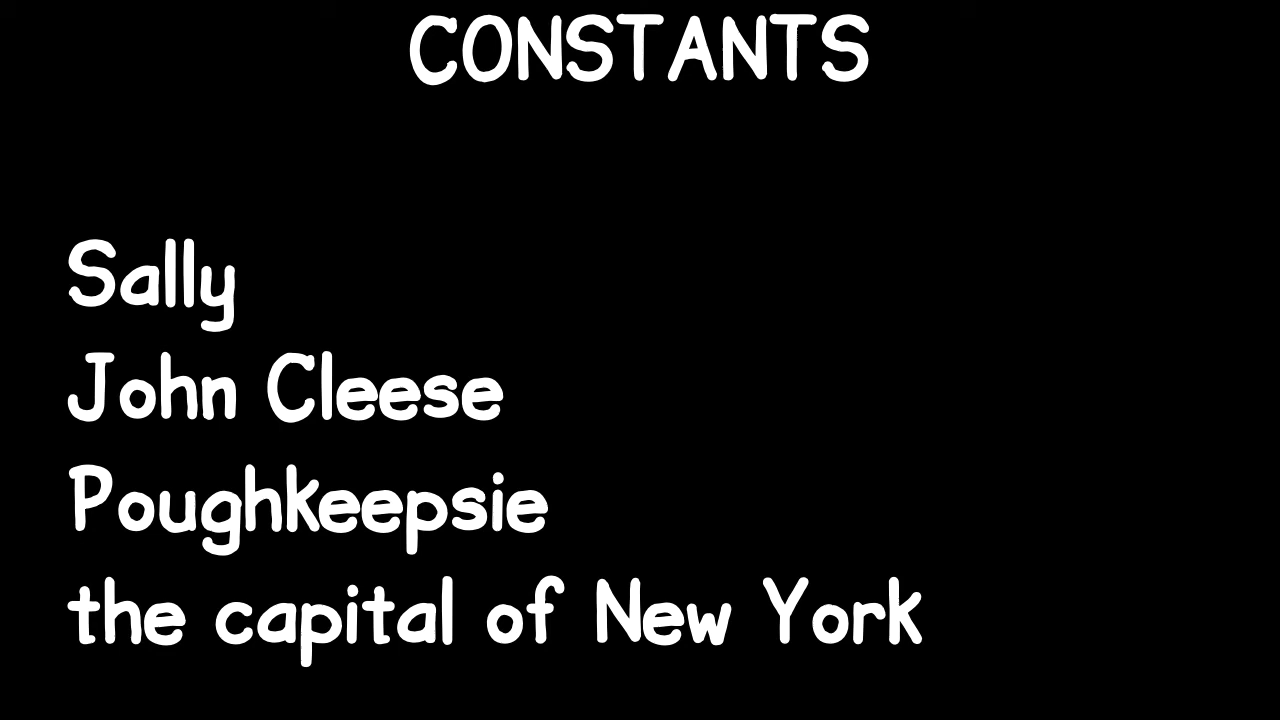 CONSTANTS
Sally
John Cleese
Poughkeepsie
the capital of New York